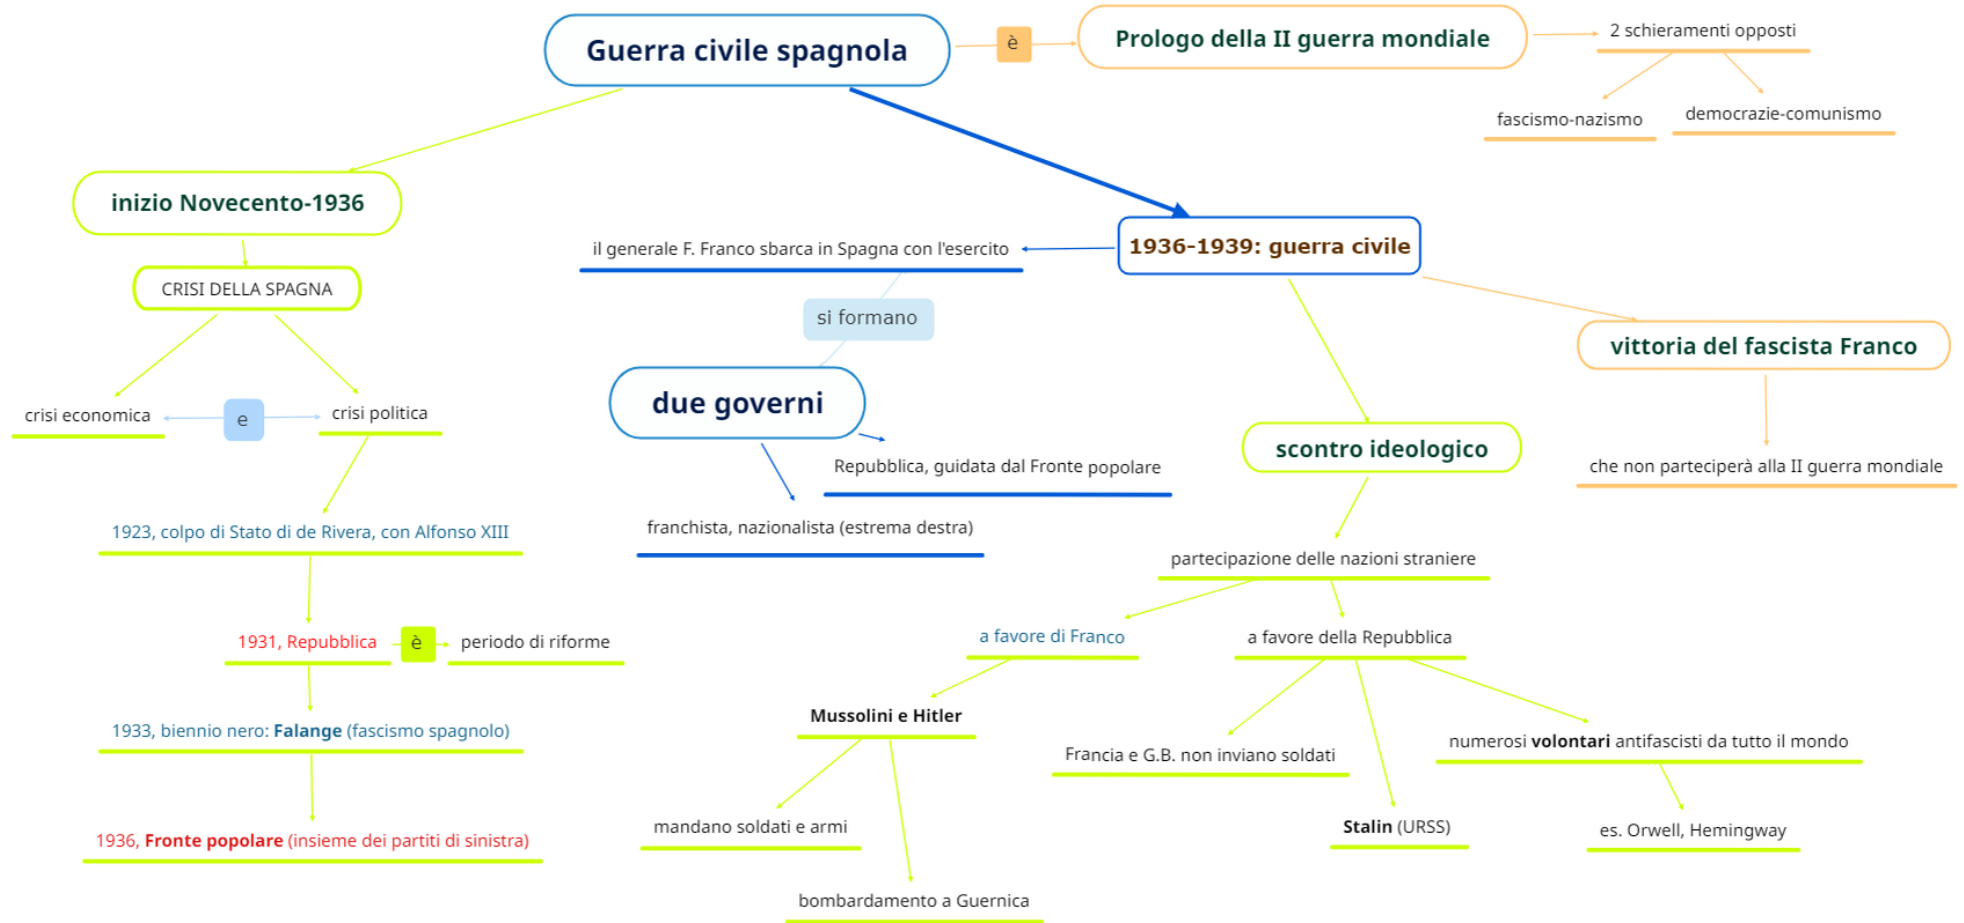 Guerra civile spagnola
è
Prologo della II guerra mondiale
2 schieramenti opposti
fascismo-nazismo
democrazie-comunismo
inizio Novecento-1936
CRISI DELLA SPAGNA
crisi economica
e
crisi politica
1923, colpo di Stato di de Rivera, con Alfonso XIII
1931, Repubblica
è
periodo di riforme
1933, biennio nero: Falange (fascismo spagnolo)
1936, Fronte popolare (insieme dei partiti di sinistra)
1936-1939: guerra civile
il generale F. Franco sbarca in Spagna con l'esercito
si formano
due governi
Repubblica, guidata dal Fronte popolare
franchista, nazionalista (estrema destra)
scontro ideologico
partecipazione delle nazioni straniere
a favore di Franco
Mussolini e Hitler
mandano soldati e armi
bombardamento a Guernica
a favore della Repubblica
Francia e G.B. non inviano soldati
Stalin (URSS)
numerosi volontari antifascisti da tutto il mondo
es. Orwell, Hemingway
vittoria del fascista Franco
che non parteciperà alla II guerra mondiale